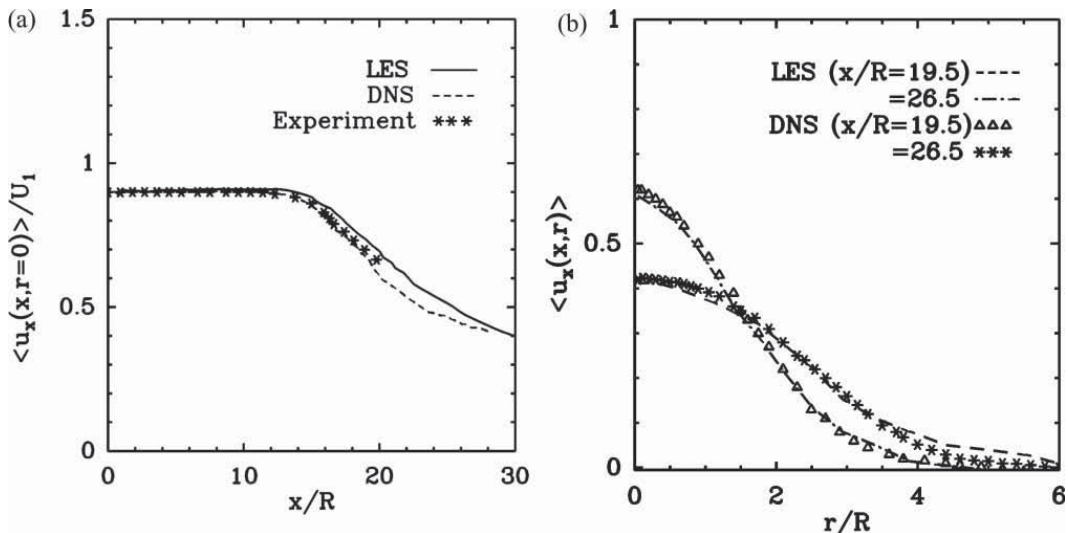 (a)
1.5
1
0.5
0
LES
DNS
Experiment ***
<u_x(x,r=0)>/U_1
0 10 20 30
x/R
(b)
1
0.5
0
LES (x/R=19.5)
=26.5
DNS (x/R=19.5)
=26.5
<u_x(x,r)>
0 2 4 6
r/R